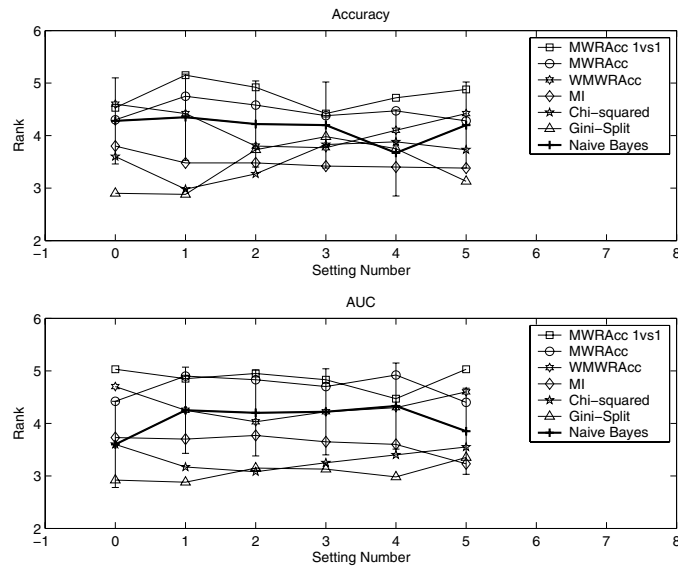 Accuracy
6
5
4
3
2
Rank
MWRAcc 1vs1
MWRAcc
WMWRAcc
MI
Chi-squared
Gini-Split
Naive Bayes
−1 0 1 2 3 4 5 6 7 8
Setting Number
AUC
6
5
4
3
2
Rank
MWRAcc 1vs1
MWRAcc
WMWRAcc
MI
Chi-squared
Gini-Split
Naive Bayes
−1 0 1 2 3 4 5 6 7 8
Setting Number